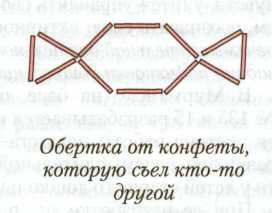 Обертка от конфеты,
которую съел кто-то
другой